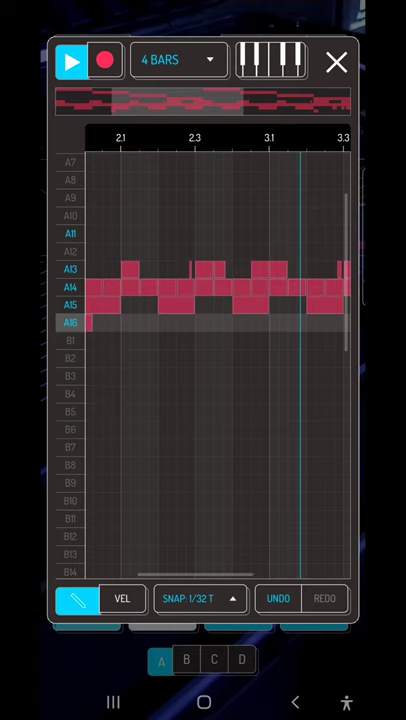 4 BARS
2.1 2.3 3.1 3.3
A7
A8
A9
A10
A11
A12
A13
A14
A15
A16
B1
B2
B3
B4
B5
B6
B7
B8
B9
B10
B11
B12
B13
B14
VEL SNAP: 1/32 T UNDO REDO
A B C D